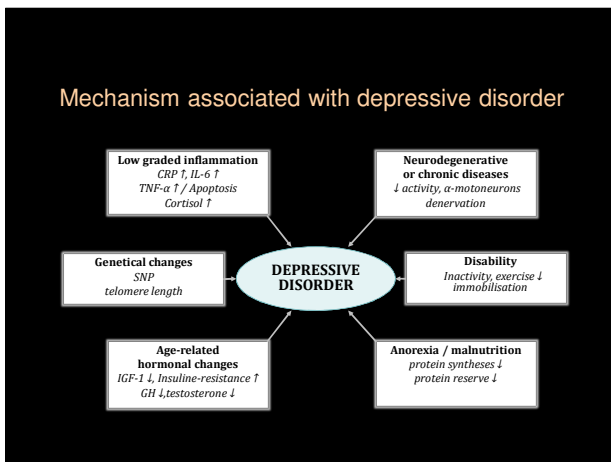 Mechanism associated with depressive disorder
Low graded inflammation
CRP ↑, IL-6 ↑
TNF-α ↑ / Apoptosis
Cortisol ↑
Neurodegenerative
or chronic diseases
↓ activity, α-motoneurons
denervation
Genetical changes
SNP
telomere length
DEPRESSIVE
DISORDER
Disability
Inactivity, exercise ↓
immobilisation
Age-related
hormonal changes
IGF-1 ↓, Insuline-resistance ↑
GH ↓,testosterone ↓
Anorexia / malnutrition
protein syntheses ↓
protein reserve ↓